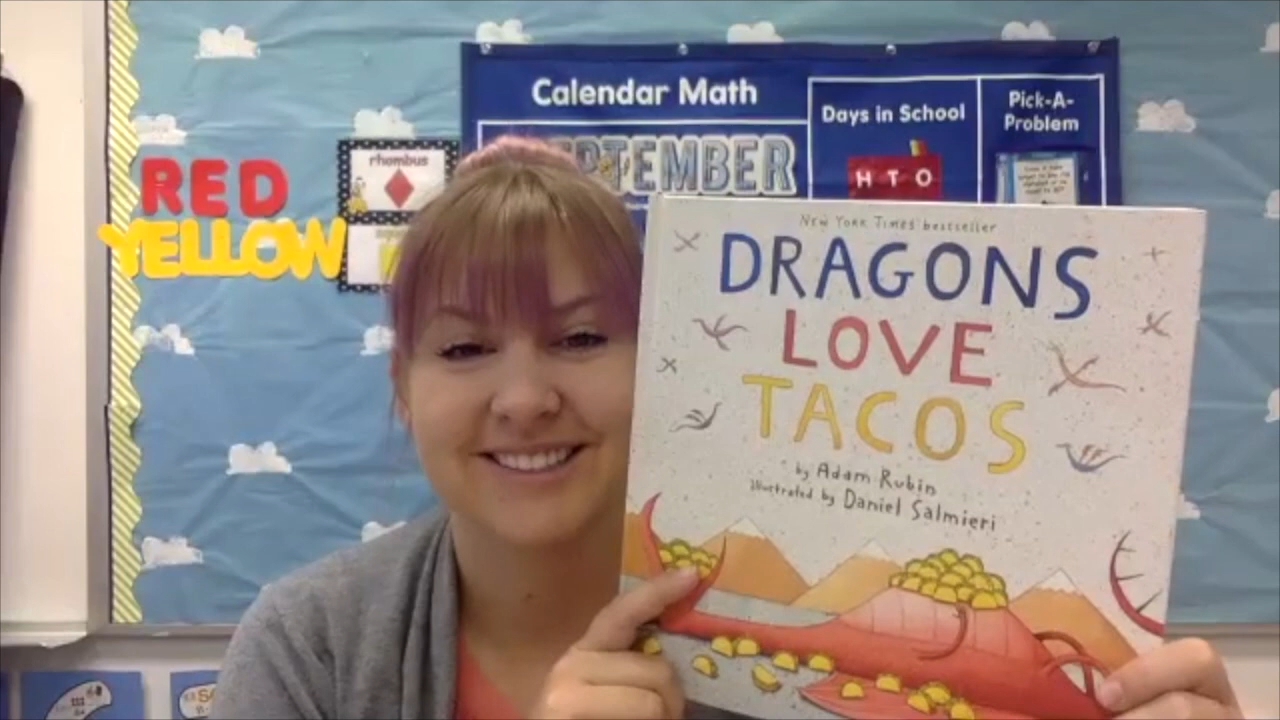 Calendar Math
Days in School
Pick-A-
Problem
SEPTEMBER
H T O
RED
YELLOW
rhombus
NEW YORK TIMES bestseller
DRAGONS
LOVE
TACOS
by Adam Rubin
illustrated by Daniel Salmieri